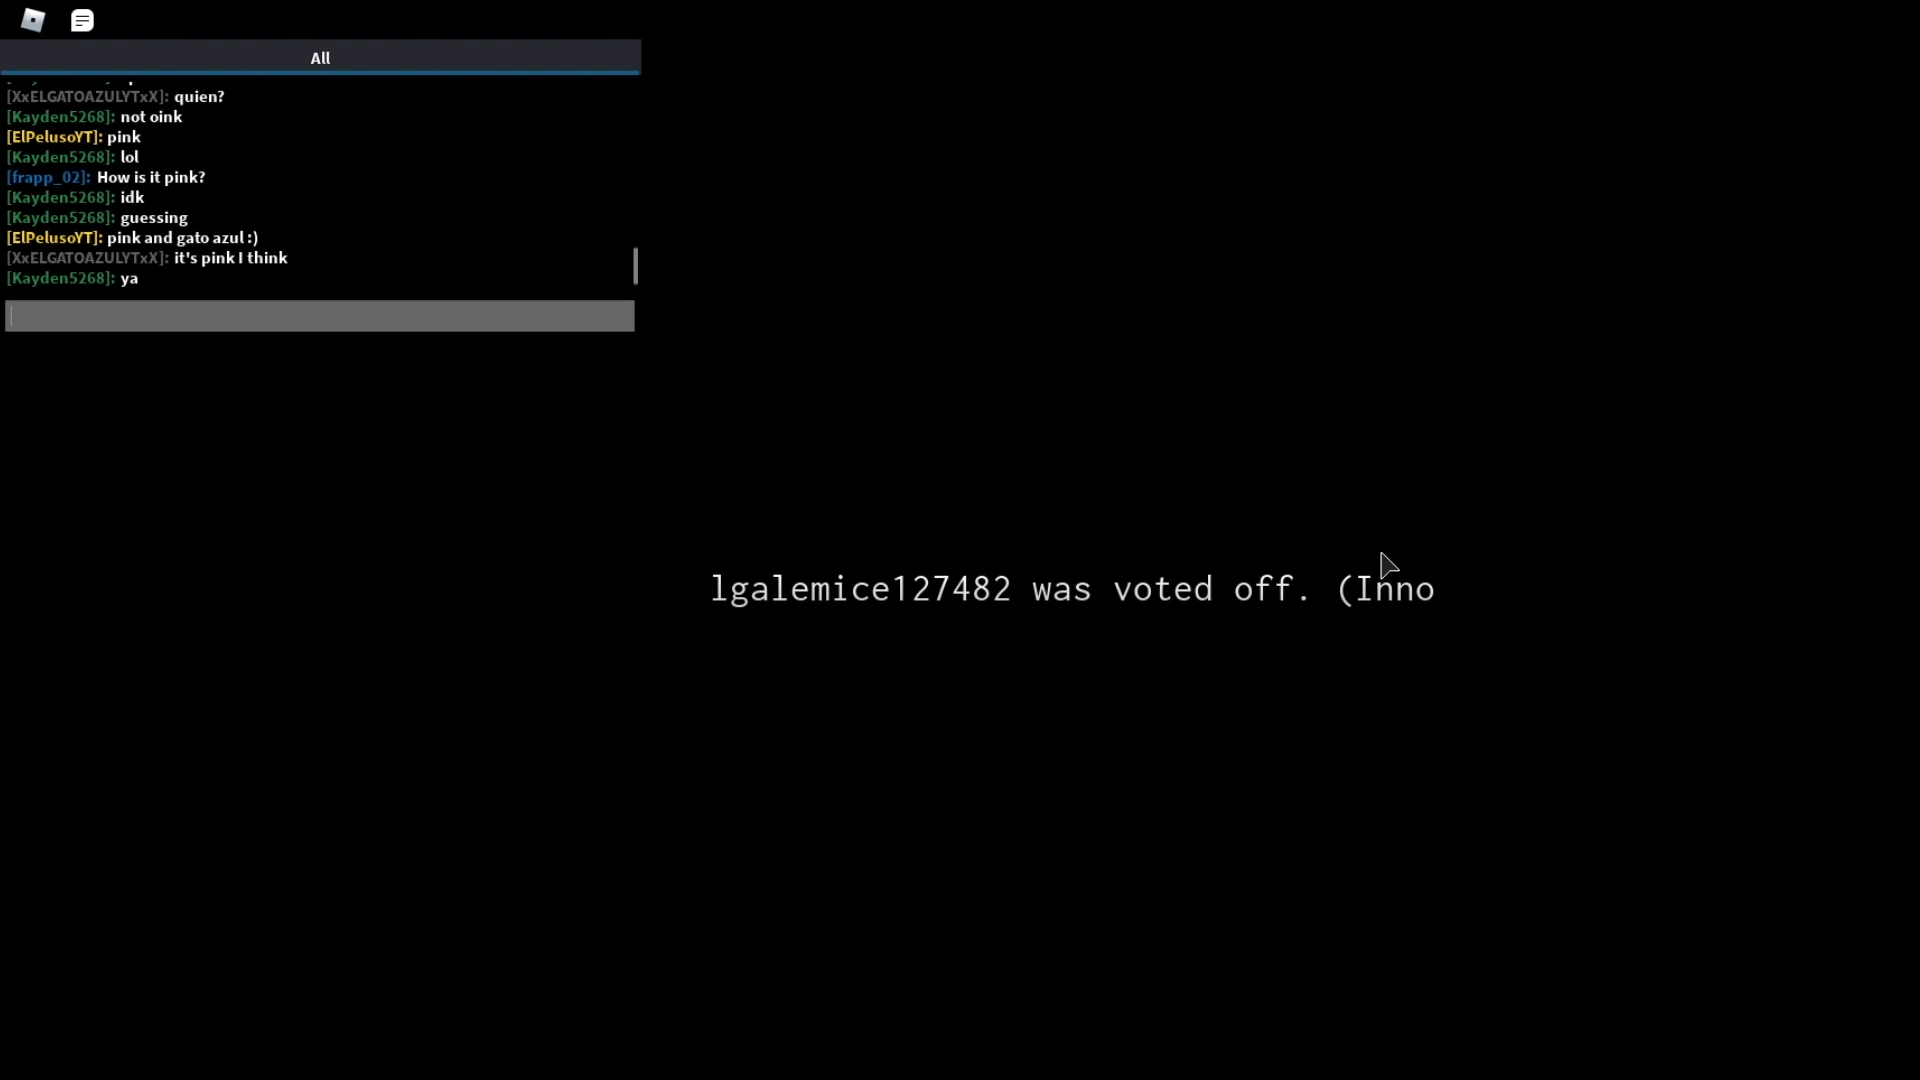 All
[XxELGATOAZULYTxX]: quien?
[Kayden5268]: not oink
[ElPelusoYT]: pink
[Kayden5268]: lol
[frapp_02]: How is it pink?
[Kayden5268]: idk
[Kayden5268]: guessing
[ElPelusoYT]: pink and gato azul :)
[XxELGATOAZULYTxX]: it's pink I think
[Kayden5268]: ya
lgalemice127482 was voted off. (Inno